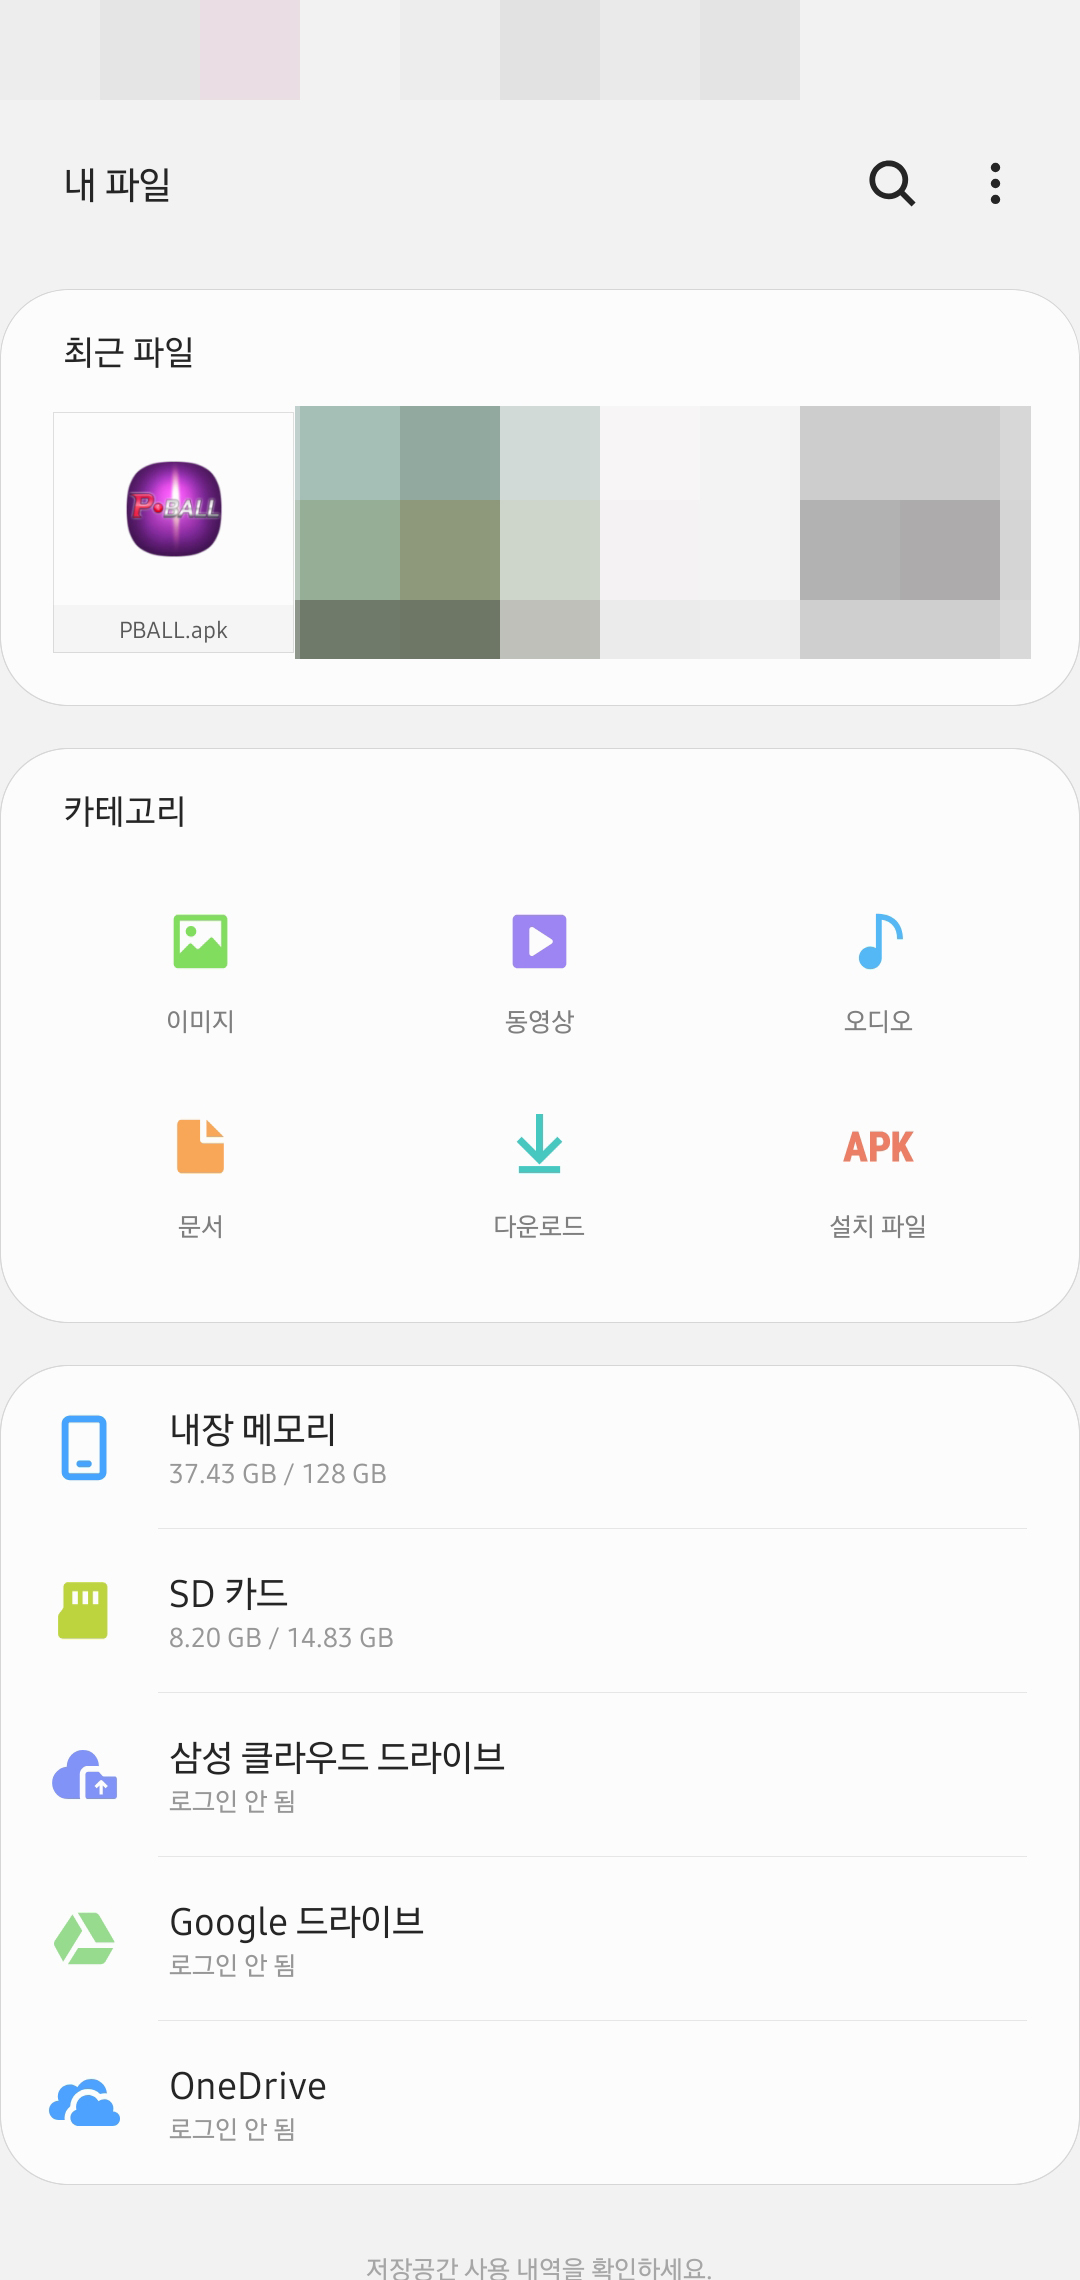 내 파일
최근 파일
P•BALL
PBALL.apk
카테고리
이미지
동영상
오디오
문서
다운로드
APK
설치 파일
내장 메모리
37.43 GB / 128 GB
SD 카드
8.20 GB / 14.83 GB
삼성 클라우드 드라이브
로그인 안 됨
Google 드라이브
로그인 안 됨
OneDrive
로그인 안 됨
저장공간 사용 내역을 확인하세요.